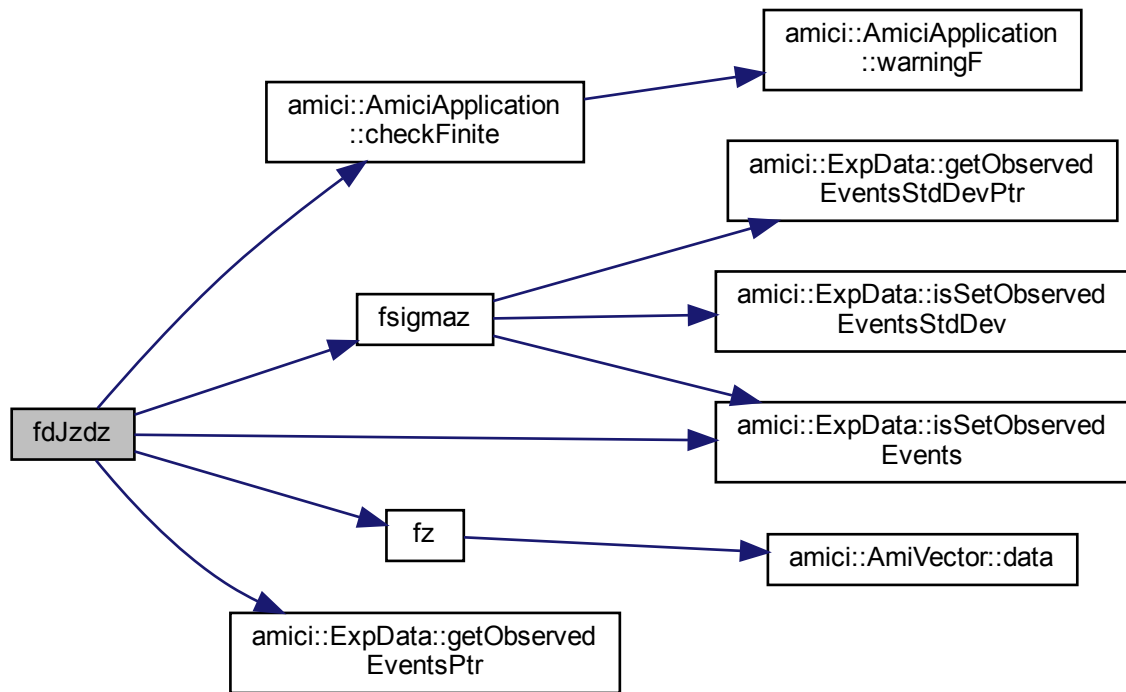 amici::AmiciApplication
::warningF
amici::AmiciApplication
::checkFinite
amici::ExpData::getObserved
EventsStdDevPtr
amici::ExpData::isSetObserved
EventsStdDev
fsigmaz
fdJzdz
amici::ExpData::isSetObserved
Events
fz
amici::AmiVector::data
amici::ExpData::getObserved
EventsPtr